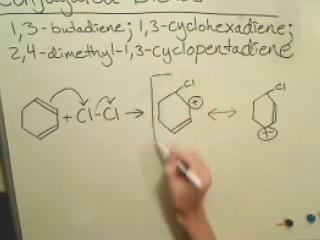 1,3-butadiene; 1,3-cyclohexadiene;
2,4-dimethyl-1,3-cyclopentadiene
+ Cl-Cl → [ Cl + ↔ Cl +